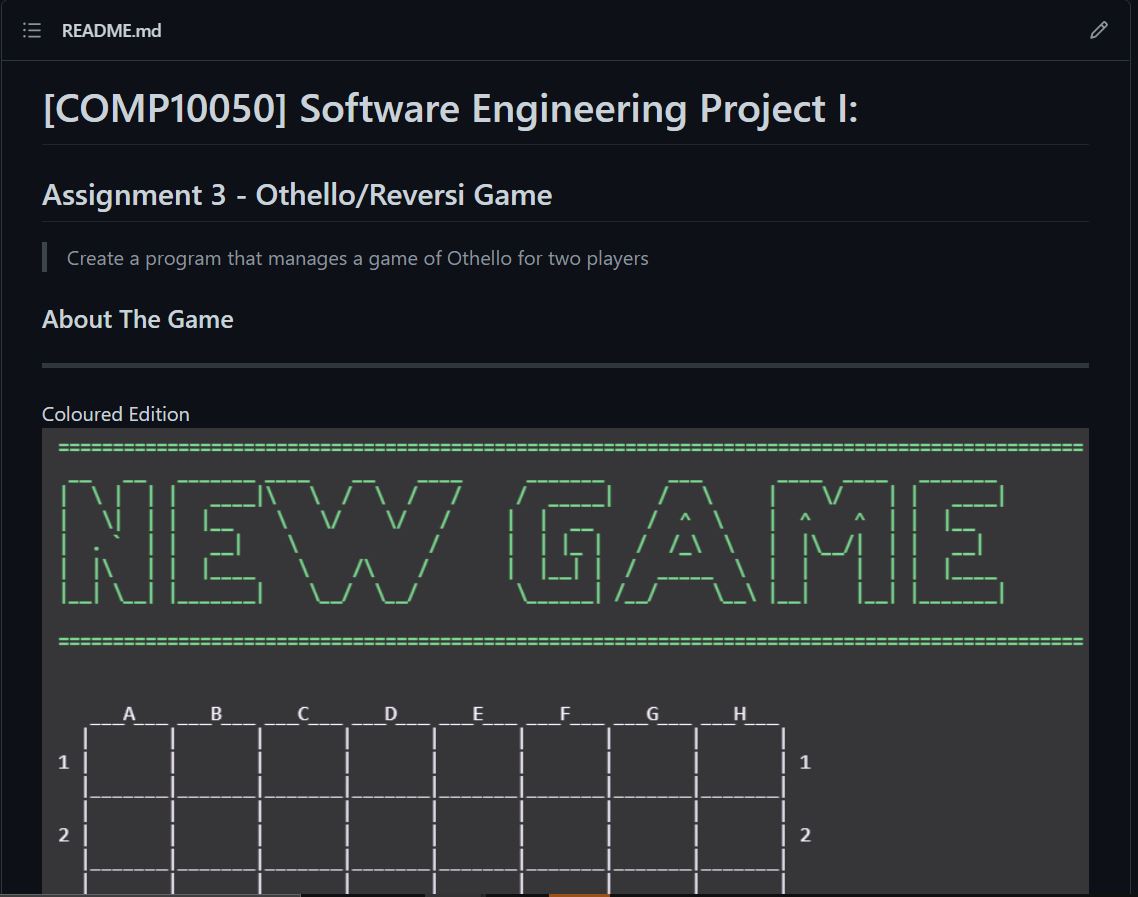 README.md
[COMP10050] Software Engineering Project I:
Assignment 3 - Othello/Reversi Game
Create a program that manages a game of Othello for two players
About The Game
Coloured Edition
NEW GAME
A B C D E F G H
1 1
2 2